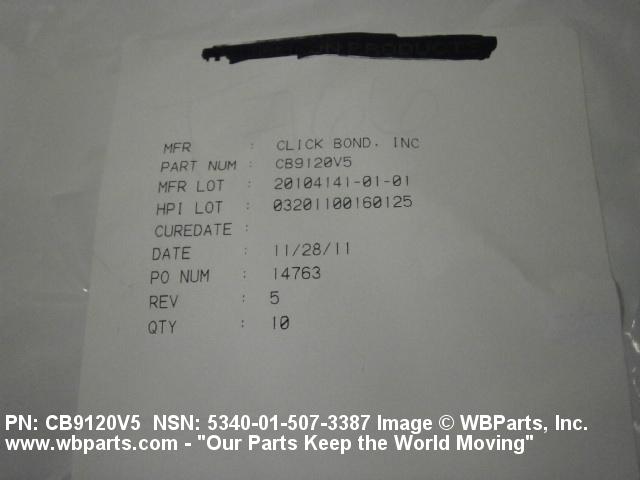 MFR : CLICK BOND, INC
PART NUM : CB9120V5
MFR LOT : 20104141-01-01
HPI LOT : 03201100160125
CUREDATE :
DATE : 11/28/11
PO NUM : 14763
REV : 5
QTY : 10
PN: CB9120V5 NSN: 5340-01-507-3387 Image © WBParts, Inc.
www.wbparts.com - "Our Parts Keep the World Moving"